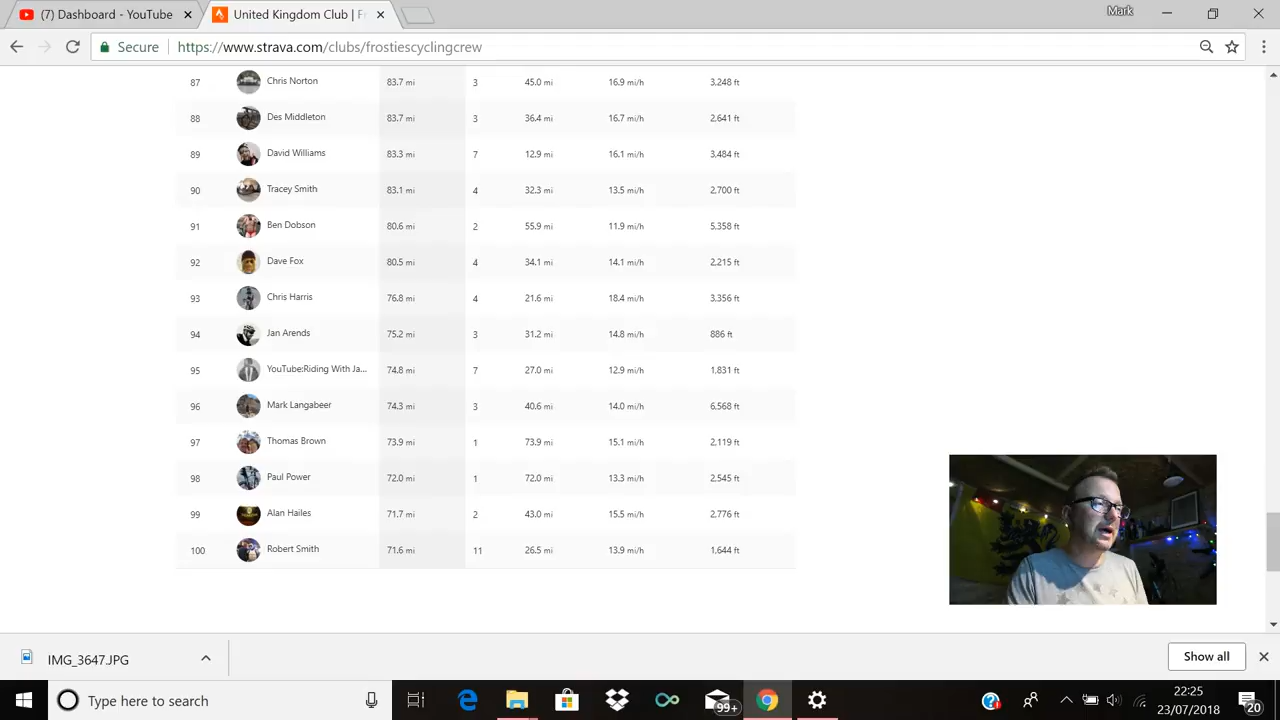 (7) Dashboard - YouTube
United Kingdom Club | F
Mark
Secure
https://www.strava.com/clubs/frostiescyclingcrew
87 Chris Norton 83.7 mi 3 45.0 mi 16.9 mi/h 3,248 ft
88 Des Middleton 83.7 mi 3 36.4 mi 16.7 mi/h 2,641 ft
89 David Williams 83.3 mi 7 12.9 mi 16.1 mi/h 3,484 ft
90 Tracey Smith 83.1 mi 4 32.3 mi 13.5 mi/h 2,700 ft
91 Ben Dobson 80.6 mi 2 55.9 mi 11.9 mi/h 5,358 ft
92 Dave Fox 80.5 mi 4 34.1 mi 14.1 mi/h 2,215 ft
93 Chris Harris 76.8 mi 4 21.6 mi 18.4 mi/h 3,356 ft
94 Jan Arends 75.2 mi 3 31.2 mi 14.8 mi/h 886 ft
95 YouTube:Riding With Ja... 74.8 mi 7 27.0 mi 12.9 mi/h 1,831 ft
96 Mark Langabeer 74.3 mi 3 40.6 mi 14.0 mi/h 6,568 ft
97 Thomas Brown 73.9 mi 1 73.9 mi 15.1 mi/h 2,119 ft
98 Paul Power 72.0 mi 1 72.0 mi 13.3 mi/h 2,545 ft
99 Alan Hailes 71.7 mi 2 43.0 mi 15.5 mi/h 2,776 ft
100 Robert Smith 71.6 mi 11 26.5 mi 13.9 mi/h 1,644 ft
IMG_3647.JPG
Show all
Type here to search
99+
22:25
23/07/2018
20